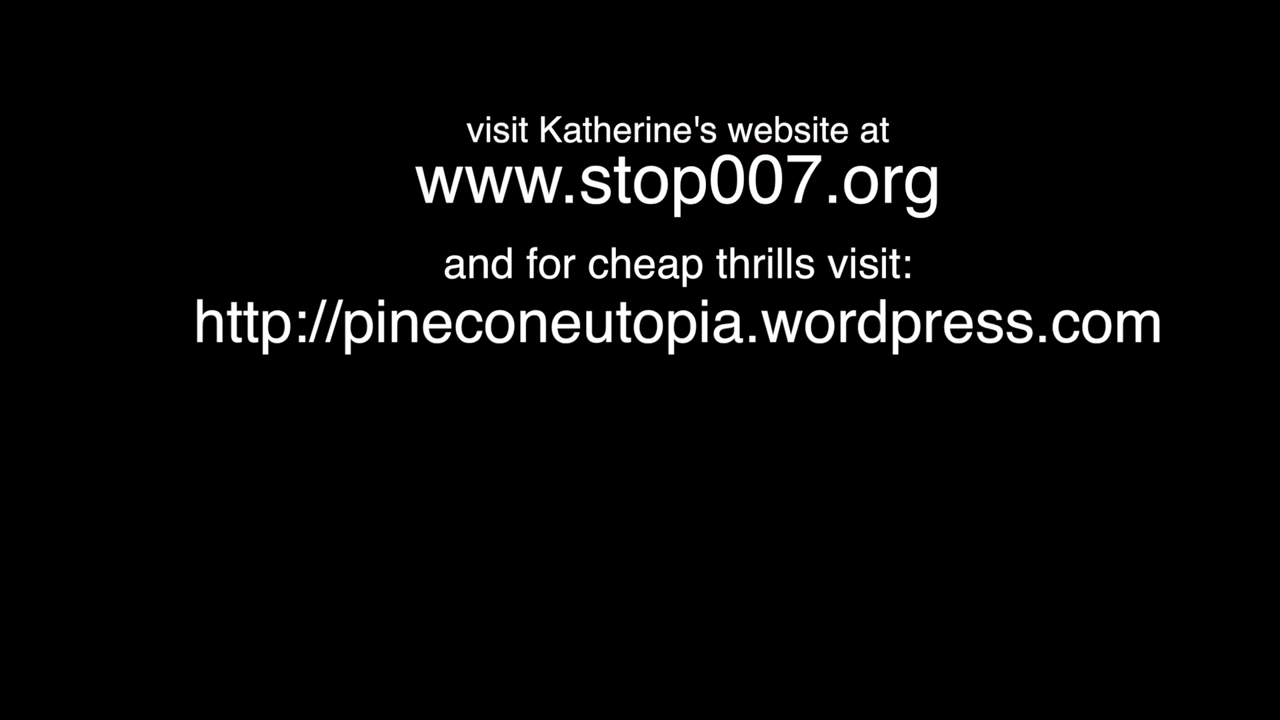 visit Katherine's website at
www.stop007.org
and for cheap thrills visit:
http://pineconeutopia.wordpress.com